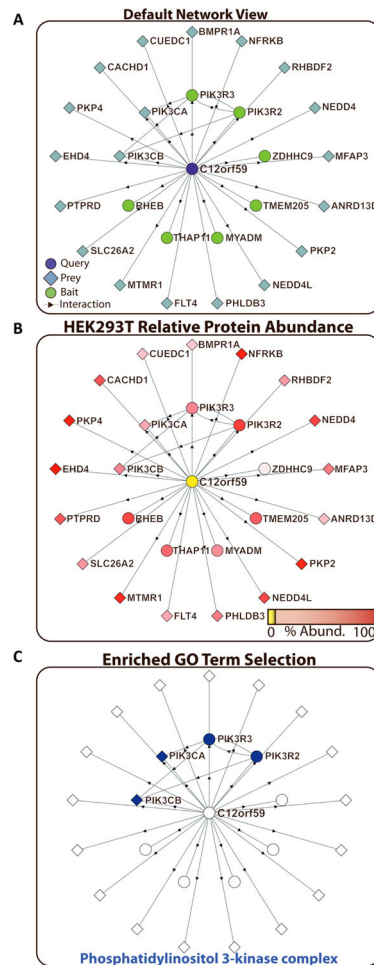 A
Default Network View
BMPR1A
CUEDC1
NFRKB
CACHD1
RHBDF2
PIK3R3
PKP4
PIK3CA
PIK3R2
NEDD4
EHD4
PIK3CB
ZDHHC9
MFAP3
C12orf59
PTPRD
RHEB
TMEM205
ANRD13D
SLC26A2
THAP11
MYADM
PKP2
Query
Prey
MTMR1
NEDD4L
Bait
Interaction
FLT4
PHLDB3
B
HEK293T Relative Protein Abundance
BMPR1A
CUEDC1
NFRKB
CACHD1
RHBDF2
PIK3R3
PKP4
PIK3CA
PIK3R2
NEDD4
EHD4
PIK3CB
ZDHHC9
MFAP3
C12orf59
PTPRD
RHEB
TMEM205
ANRD13D
SLC26A2
THAP11
MYADM
PKP2
MTMR1
NEDD4L
FLT4
PHLDB3
0 % Abund. 100
C
Enriched GO Term Selection
PIK3R3
PIK3CA
PIK3R2
PIK3CB
C12orf59
Phosphatidylinositol 3-kinase complex